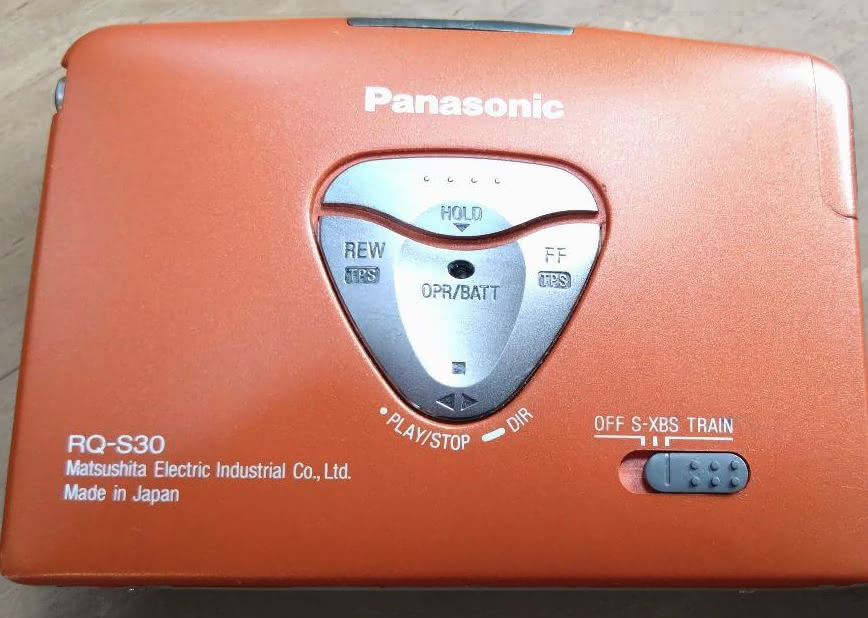 Panasonic
HOLD
REW
TPS
FF
TPS
OPR/BATT
PLAY/STOP DIR
OFF S-XBS TRAIN
RQ-S30
Matsushita Electric Industrial Co., Ltd.
Made in Japan